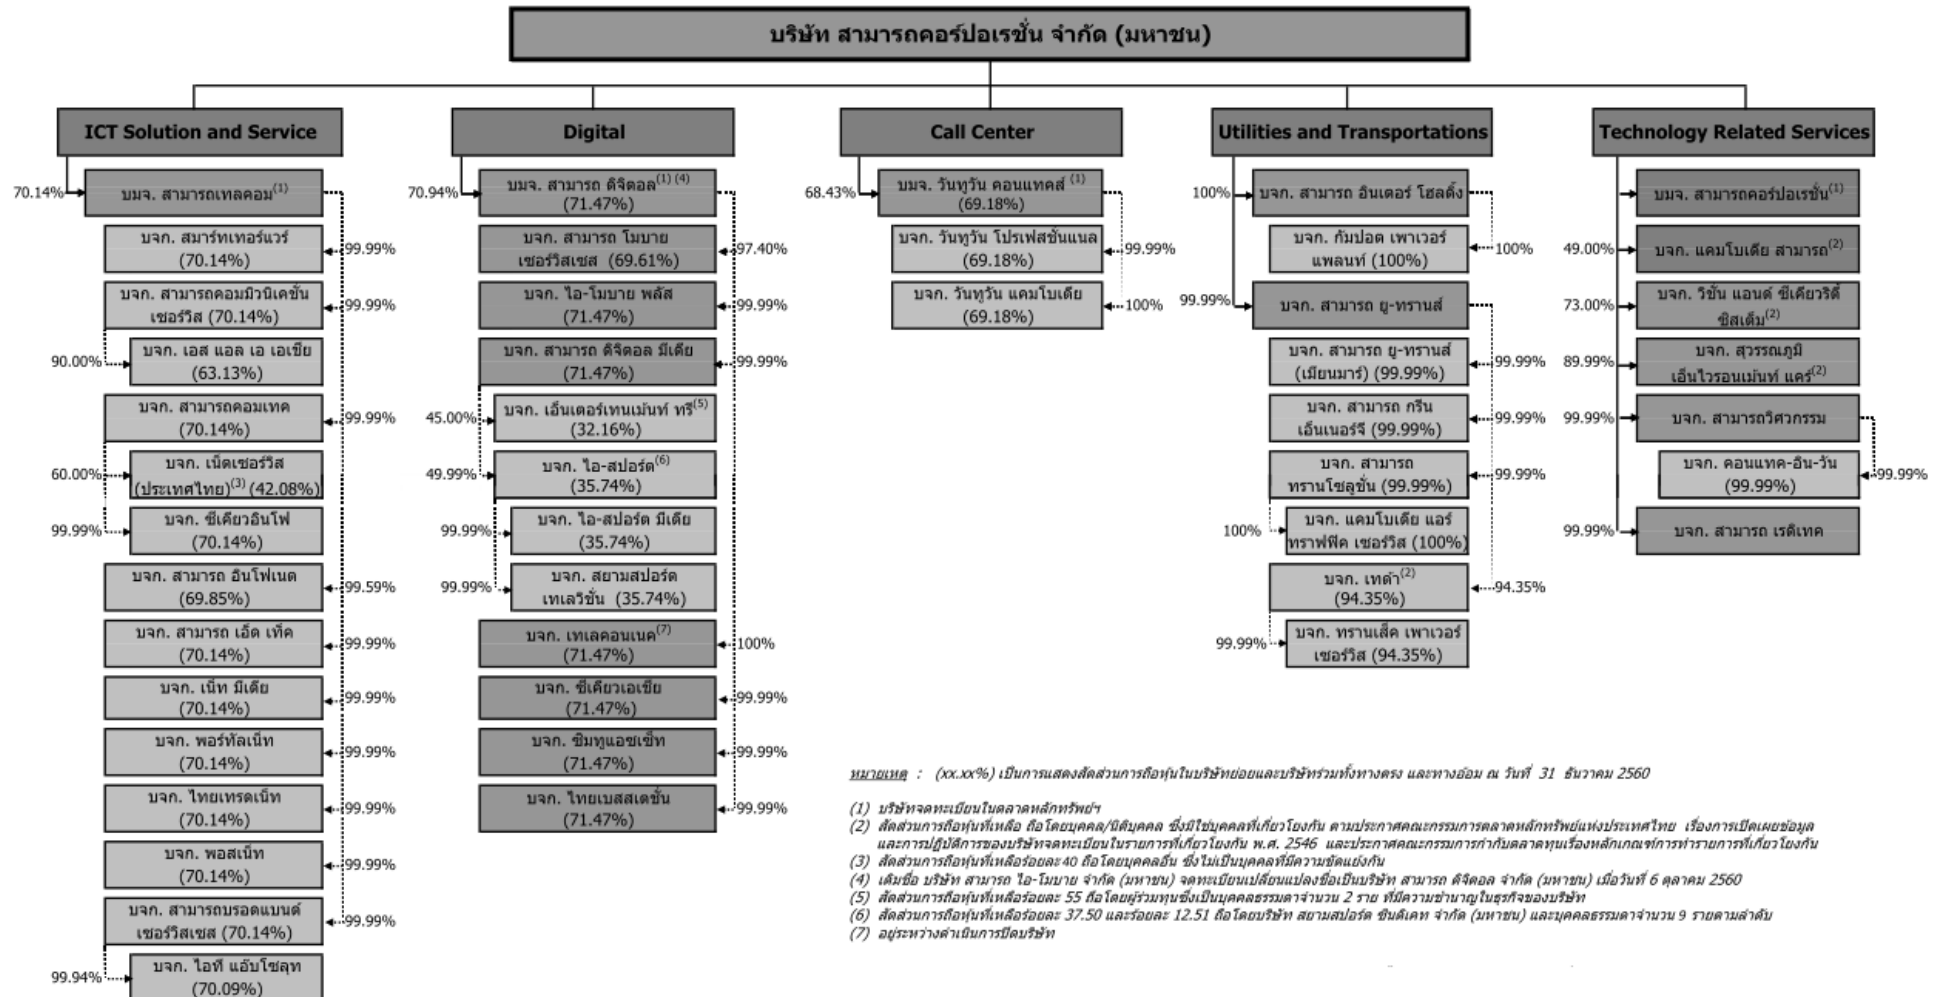 บริษัท สามารถคอร์ปอเรชั่น จำกัด (มหาชน)
ICT Solution and Service
70.14%
บมจ. สามารถเทลคอม(1)
บจก. สมาร์ทเทอร์แวร์
(70.14%)
99.99%
บจก. สามารถคอมมิวนิเคชั่น
เซอร์วิส (70.14%)
99.99%
90.00%
บจก. เอส แอล เอ เอเชีย
(63.13%)
บจก. สามารถคอมเทค
(70.14%)
99.99%
60.00%
บจก. เน็ตเซอร์วิส
(ประเทศไทย)(3) (42.08%)
99.99%
บจก. ซีเคียวอินโฟ
(70.14%)
บจก. สามารถ อินโฟเนต
(69.85%)
99.59%
บจก. สามารถ เอ็ด เท็ค
(70.14%)
99.99%
บจก. เน็ท มีเดีย
(70.14%)
99.99%
บจก. พอร์ทัลเน็ท
(70.14%)
99.99%
บจก. ไทยเทรดเน็ท
(70.14%)
99.99%
บจก. พอสเน็ท
(70.14%)
99.99%
บจก. สามารถบรอดแบนด์
เซอร์วิสเซส (70.14%)
99.99%
99.94%
บจก. ไอที แอ๊บโซลุท
(70.09%)
Digital
70.94%
บมจ. สามารถ ดิจิตอล(1) (4)
(71.47%)
บจก. สามารถ โมบาย
เซอร์วิสเซส (69.61%)
97.40%
บจก. ไอ-โมบาย พลัส
(71.47%)
99.99%
บจก. สามารถ ดิจิตอล มีเดีย
(71.47%)
99.99%
45.00%
บจก. เอ็นเตอร์เทนเม้นท์ ทรี(5)
(32.16%)
49.99%
บจก. ไอ-สปอร์ต(6)
(35.74%)
99.99%
บจก. ไอ-สปอร์ต มีเดีย
(35.74%)
99.99%
บจก. สยามสปอร์ต
เทเลวิชั่น (35.74%)
บจก. เทเลคอนเนค(7)
(71.47%)
100%
บจก. ซีเคียวเอเชีย
(71.47%)
99.99%
บจก. ซิมทูแอซเซ็ท
(71.47%)
99.99%
บจก. ไทยเบสสเตชั่น
(71.47%)
99.99%
Call Center
68.43%
บมจ. วันทูวัน คอนแทคส์ (1)
(69.18%)
บจก. วันทูวัน โปรเฟสชั่นแนล
(69.18%)
99.99%
บจก. วันทูวัน แคมโบเดีย
(69.18%)
100%
Utilities and Transportations
100%
บจก. สามารถ อินเตอร์ โฮลดิ้ง
บจก. กัมปอต เพาเวอร์
แพลนท์ (100%)
100%
99.99%
บจก. สามารถ ยู-ทรานส์
บจก. สามารถ ยู-ทรานส์
(เมียนมาร์) (99.99%)
99.99%
บจก. สามารถ กรีน
เอ็นเนอร์จี (99.99%)
99.99%
บจก. สามารถ
ทรานโซลูชั่น (99.99%)
99.99%
100%
บจก. แคมโบเดีย แอร์
ทราฟฟิค เซอร์วิส (100%)
บจก. เทด้า(2)
(94.35%)
94.35%
99.99%
บจก. ทรานเส็ค เพาเวอร์
เซอร์วิส (94.35%)
Technology Related Services
บมจ. สามารถคอร์ปอเรชั่น(1)
49.00%
บจก. แคมโบเดีย สามารถ(2)
73.00%
บจก. วิชั่น แอนด์ ซีเคียวริตี้
ซิสเต็ม(2)
89.99%
บจก. สุวรรณภูมิ
เอ็นไวรอนเม้นท์ แคร์(2)
99.99%
บจก. สามารถวิศวกรรม
บจก. คอนแทค-อิน-วัน
(99.99%)
99.99%
99.99%
บจก. สามารถ เรดิเทค
หมายเหตุ : (xx.xx%) เป็นการแสดงสัดส่วนการถือหุ้นในบริษัทย่อยและบริษัทร่วมทั้งทางตรง และทางอ้อม ณ วันที่ 31 ธันวาคม 2560
(1) บริษัทจดทะเบียนในตลาดหลักทรัพย์ฯ
(2) สัดส่วนการถือหุ้นที่เหลือ ถือโดยบุคคล/นิติบุคคล ซึ่งมิใช่บุคคลที่เกี่ยวโยงกัน ตามประกาศคณะกรรมการตลาดหลักทรัพย์แห่งประเทศไทย เรื่องการเปิดเผยข้อมูล
และการปฏิบัติการของบริษัทจดทะเบียนในรายการที่เกี่ยวโยงกัน พ.ศ. 2546 และประกาศคณะกรรมการกำกับตลาดทุนเรื่องหลักเกณฑ์การทำรายการที่เกี่ยวโยงกัน
(3) สัดส่วนการถือหุ้นที่เหลือร้อยละ40 ถือโดยบุคคลอื่น ซึ่งไม่เป็นบุคคลที่มีความขัดแย้งกัน
(4) เดิมชื่อ บริษัท สามารถ ไอ-โมบาย จำกัด (มหาชน) จดทะเบียนเปลี่ยนแปลงชื่อเป็นบริษัท สามารถ ดิจิตอล จำกัด (มหาชน) เมื่อวันที่ 6 ตุลาคม 2560
(5) สัดส่วนการถือหุ้นที่เหลือร้อยละ 55 ถือโดยผู้ร่วมทุนซึ่งเป็นบุคคลธรรมดาจำนวน 2 ราย ที่มีความชำนาญในธุรกิจของบริษัท
(6) สัดส่วนการถือหุ้นที่เหลือร้อยละ 37.50 และร้อยละ 12.51 ถือโดยบริษัท สยามสปอร์ต ซินดิเคท จำกัด (มหาชน) และบุคคลธรรมดาจำนวน 9 รายตามลำดับ
(7) อยู่ระหว่างดำเนินการปิดบริษัท